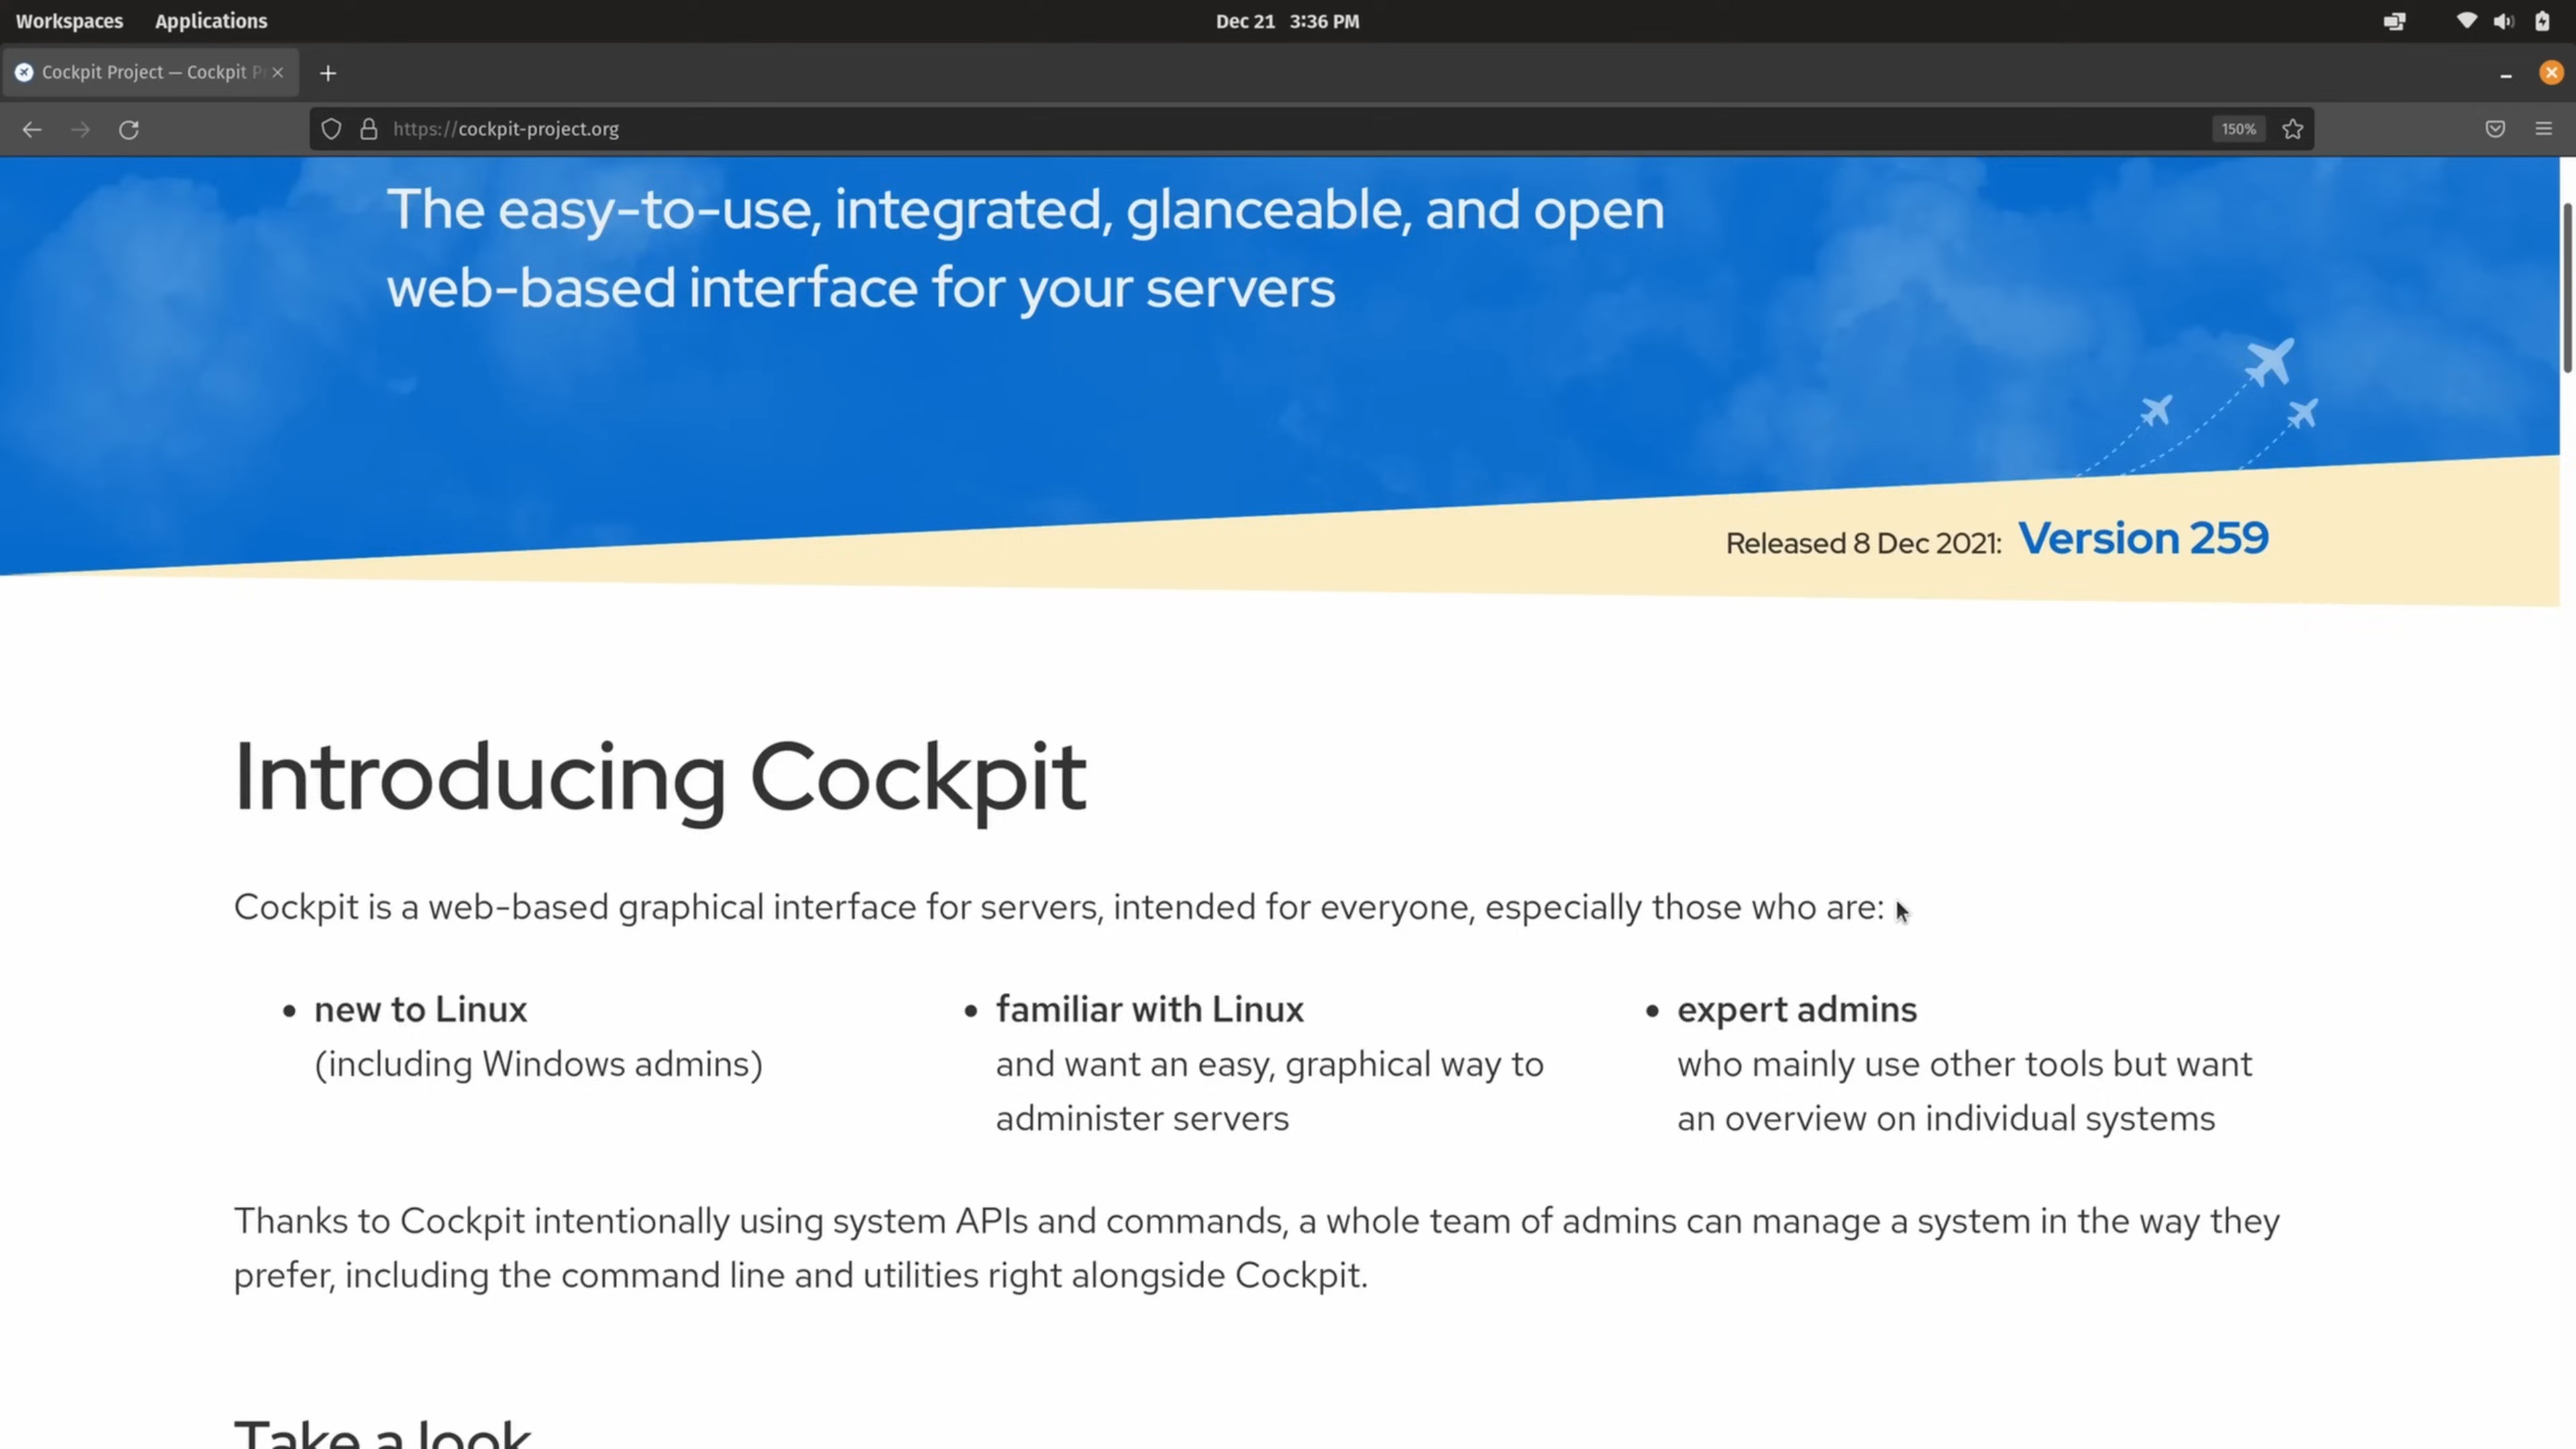 Workspaces Applications Dec 21 3:36 PM
Cockpit Project — Cockpit P
https://cockpit-project.org 150%
The easy-to-use, integrated, glanceable, and open
web-based interface for your servers
Released 8 Dec 2021: Version 259
Introducing Cockpit
Cockpit is a web-based graphical interface for servers, intended for everyone, especially those who are:
• new to Linux
(including Windows admins)
• familiar with Linux
and want an easy, graphical way to
administer servers
• expert admins
who mainly use other tools but want
an overview on individual systems
Thanks to Cockpit intentionally using system APIs and commands, a whole team of admins can manage a system in the way they
prefer, including the command line and utilities right alongside Cockpit.
Take a look